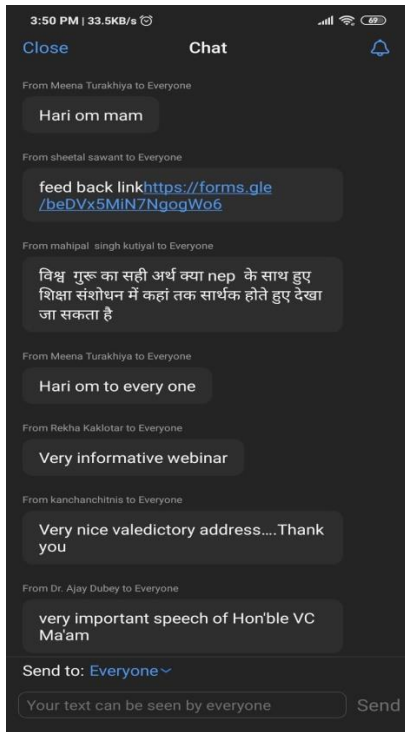 3:50 PM | 33.5KB/s
69
Close
Chat
From Meena Turakhiya to Everyone
Hari om mam
From sheetal sawant to Everyone
feed back linkhttps://forms.gle
/beDVx5MiN7NgogWo6
From mahipal singh kutiyal to Everyone
विश्व गुरू का सही अर्थ क्या nep के साथ हुए
शिक्षा संशोधन में कहां तक सार्थक होते हुए देखा
जा सकता है
From Meena Turakhiya to Everyone
Hari om to every one
From Rekha Kaklotar to Everyone
Very informative webinar
From kanchanchitnis to Everyone
Very nice valedictory address....Thank
you
From Dr. Ajay Dubey to Everyone
very important speech of Hon'ble VC
Ma'am
Send to: Everyone
Your text can be seen by everyone
Send